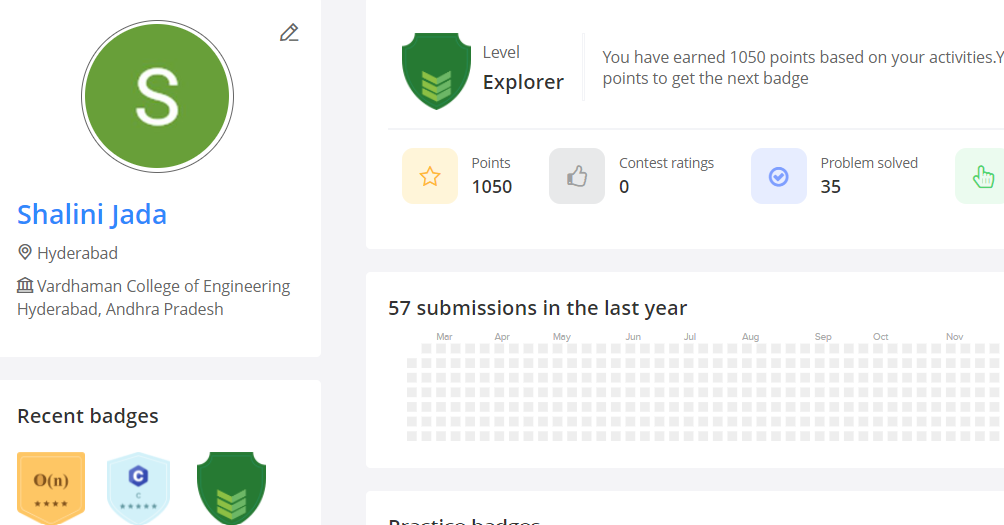 S
Shalini Jada
Hyderabad
Vardhaman College of Engineering
Hyderabad, Andhra Pradesh
Recent badges
O(n)
C
C
Level
Explorer
You have earned 1050 points based on your activities.Y
points to get the next badge
Points
1050
Contest ratings
0
Problem solved
35
57 submissions in the last year
Mar Apr May Jun Jul Aug Sep Oct Nov
Practice badges